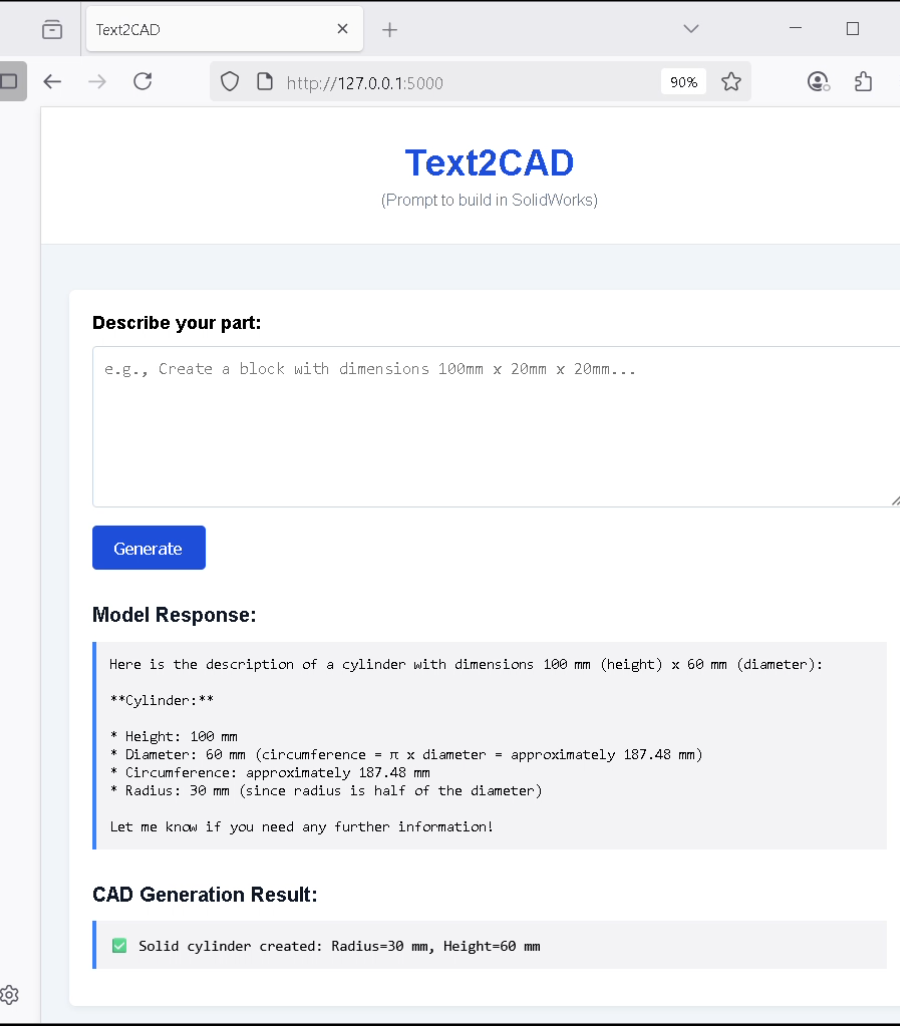 Text2CAD
http://127.0.0.1:5000
90%
Text2CAD
(Prompt to build in SolidWorks)
Describe your part:
e.g., Create a block with dimensions 100mm x 20mm x 20mm...
Generate
Model Response:
Here is the description of a cylinder with dimensions 100 mm (height) x 60 mm (diameter):
**Cylinder:**
* Height: 100 mm
* Diameter: 60 mm (circumference = π x diameter = approximately 187.48 mm)
* Circumference: approximately 187.48 mm
* Radius: 30 mm (since radius is half of the diameter)
Let me know if you need any further information!
CAD Generation Result:
✅ Solid cylinder created: Radius=30 mm, Height=60 mm